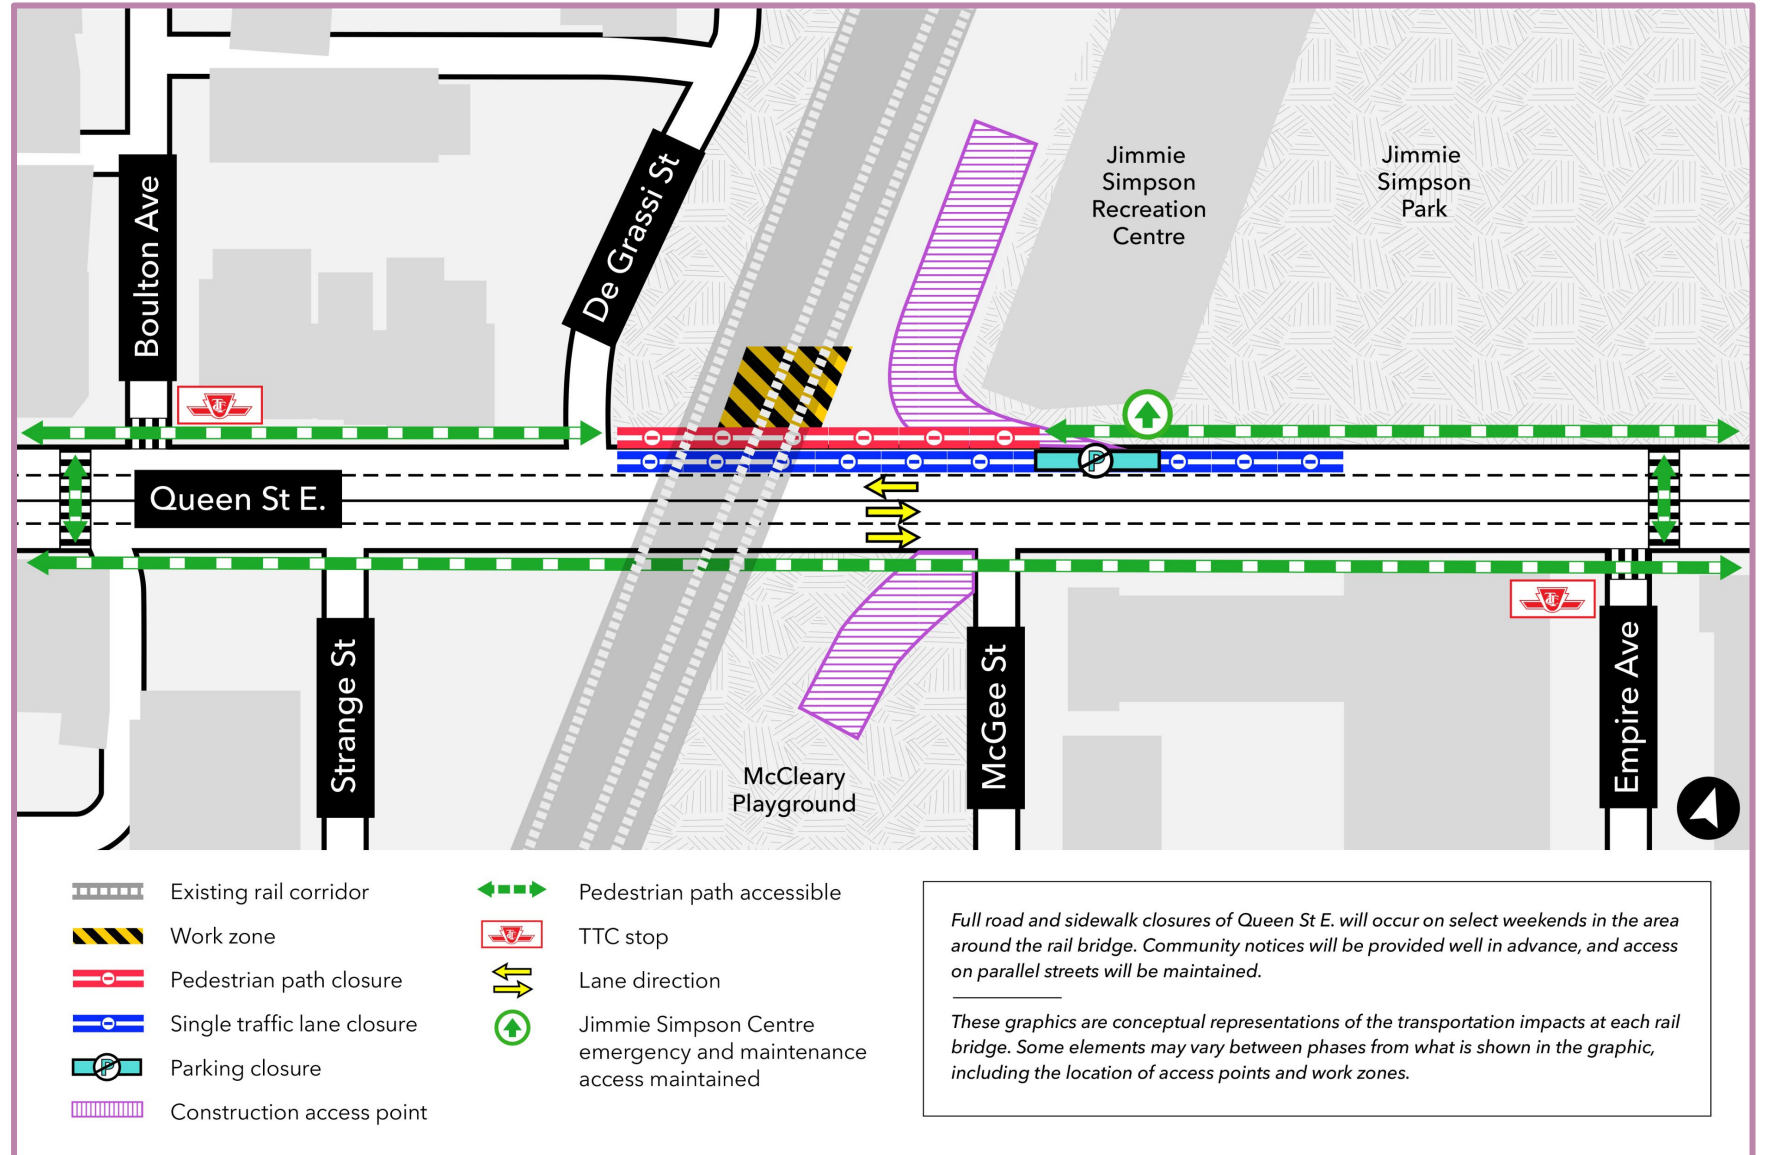 Jimmie
Simpson
Recreation
Centre
Jimmie
Simpson
Park
Boulton Ave
De Grassi St
Queen St E.
P
Strange St
McGee St
Empire Ave
McCleary
Playground
Existing rail corridor
Work zone
Pedestrian path closure
Single traffic lane closure
P
Parking closure
Construction access point
Pedestrian path accessible
TTC stop
Lane direction
Jimmie Simpson Centre
emergency and maintenance
access maintained
Full road and sidewalk closures of Queen St E. will occur on select weekends in the area
around the rail bridge. Community notices will be provided well in advance, and access
on parallel streets will be maintained.
These graphics are conceptual representations of the transportation impacts at each rail
bridge. Some elements may vary between phases from what is shown in the graphic,
including the location of access points and work zones.